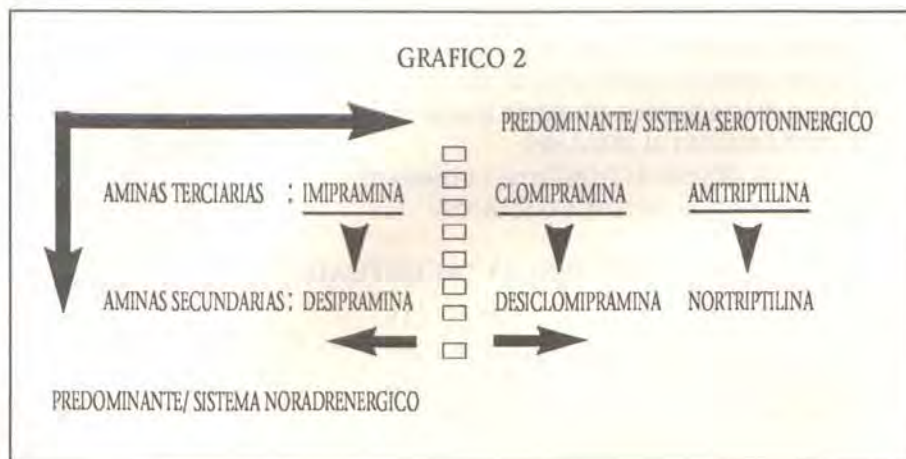 GRAFICO 2
PREDOMINANTE/ SISTEMA SEROTONINERGICO
AMINAS TERCIARIAS : IMIPRAMINA CLOMIPRAMINA AMITRIPTILINA
AMINAS SECUNDARIAS: DESIPRAMINA DESICLOMIPRAMINA NORTRIPTILINA
PREDOMINANTE/ SISTEMA NORADRENERGICO